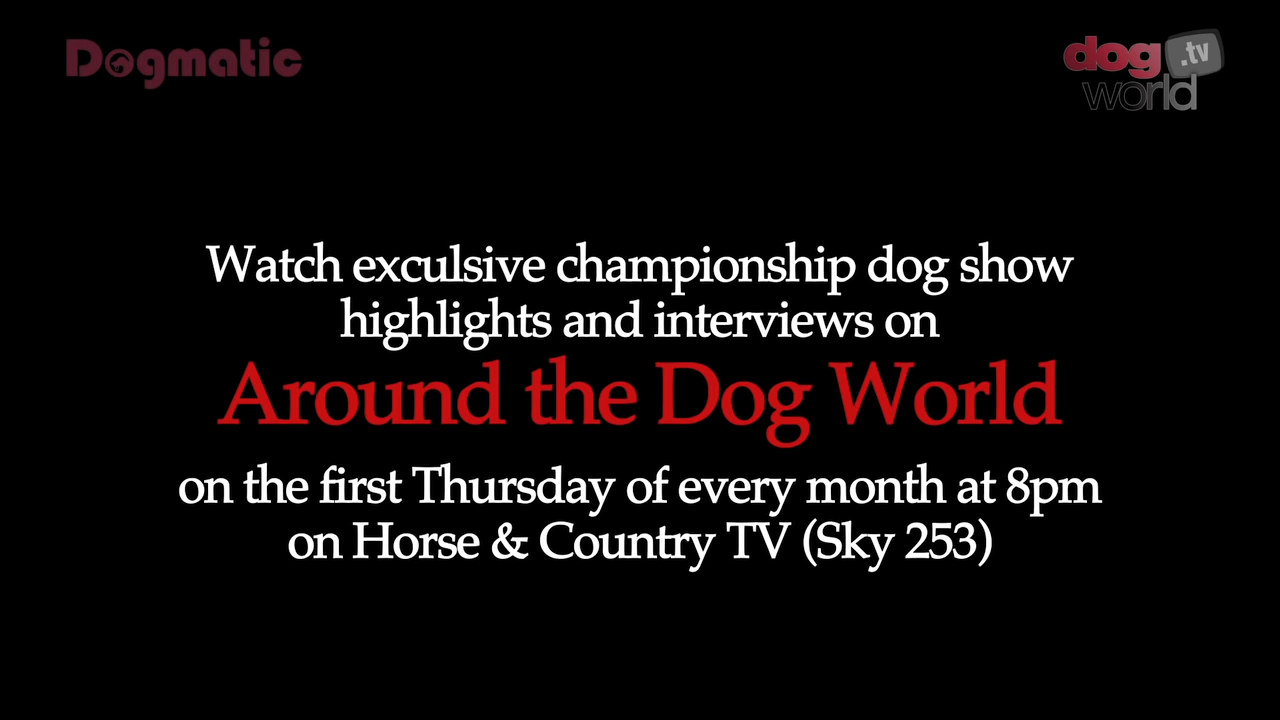 Dogmatic
dog .tv
world
Watch exculsive championship dog show
highlights and interviews on
Around the Dog World
on the first Thursday of every month at 8pm
on Horse & Country TV (Sky 253)